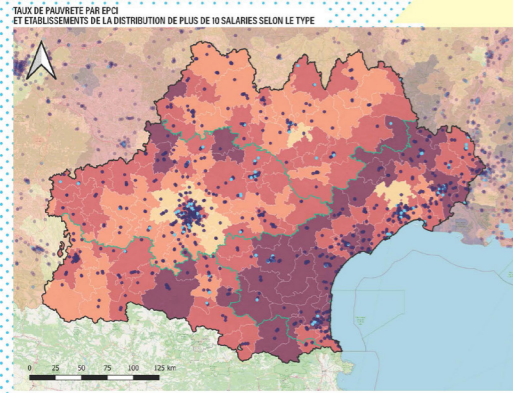 TAUX DE PAUVRETE PAR EPCI
ET ETABLISSEMENTS DE LA DISTRIBUTION DE PLUS DE 10 SALARIES SELON LE TYPE
0 25 50 75 100 125 km